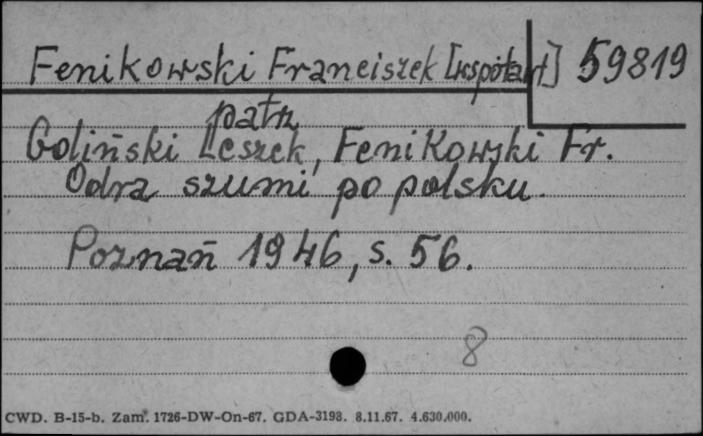 Fenikowski Franciszek [współaut] 59819
patrz
Goliński Leszek, Fenikowski Fr.
Odra szumi po polsku.
Poznań 1946, s. 56.
8
CWD. B-15-b. Zam. 1726-DW-On-67. GDA-3198. 8.11.67. 4.630.000.